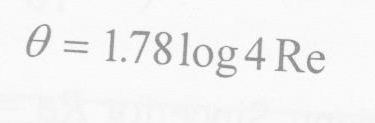 θ = 1.78 log 4 Re